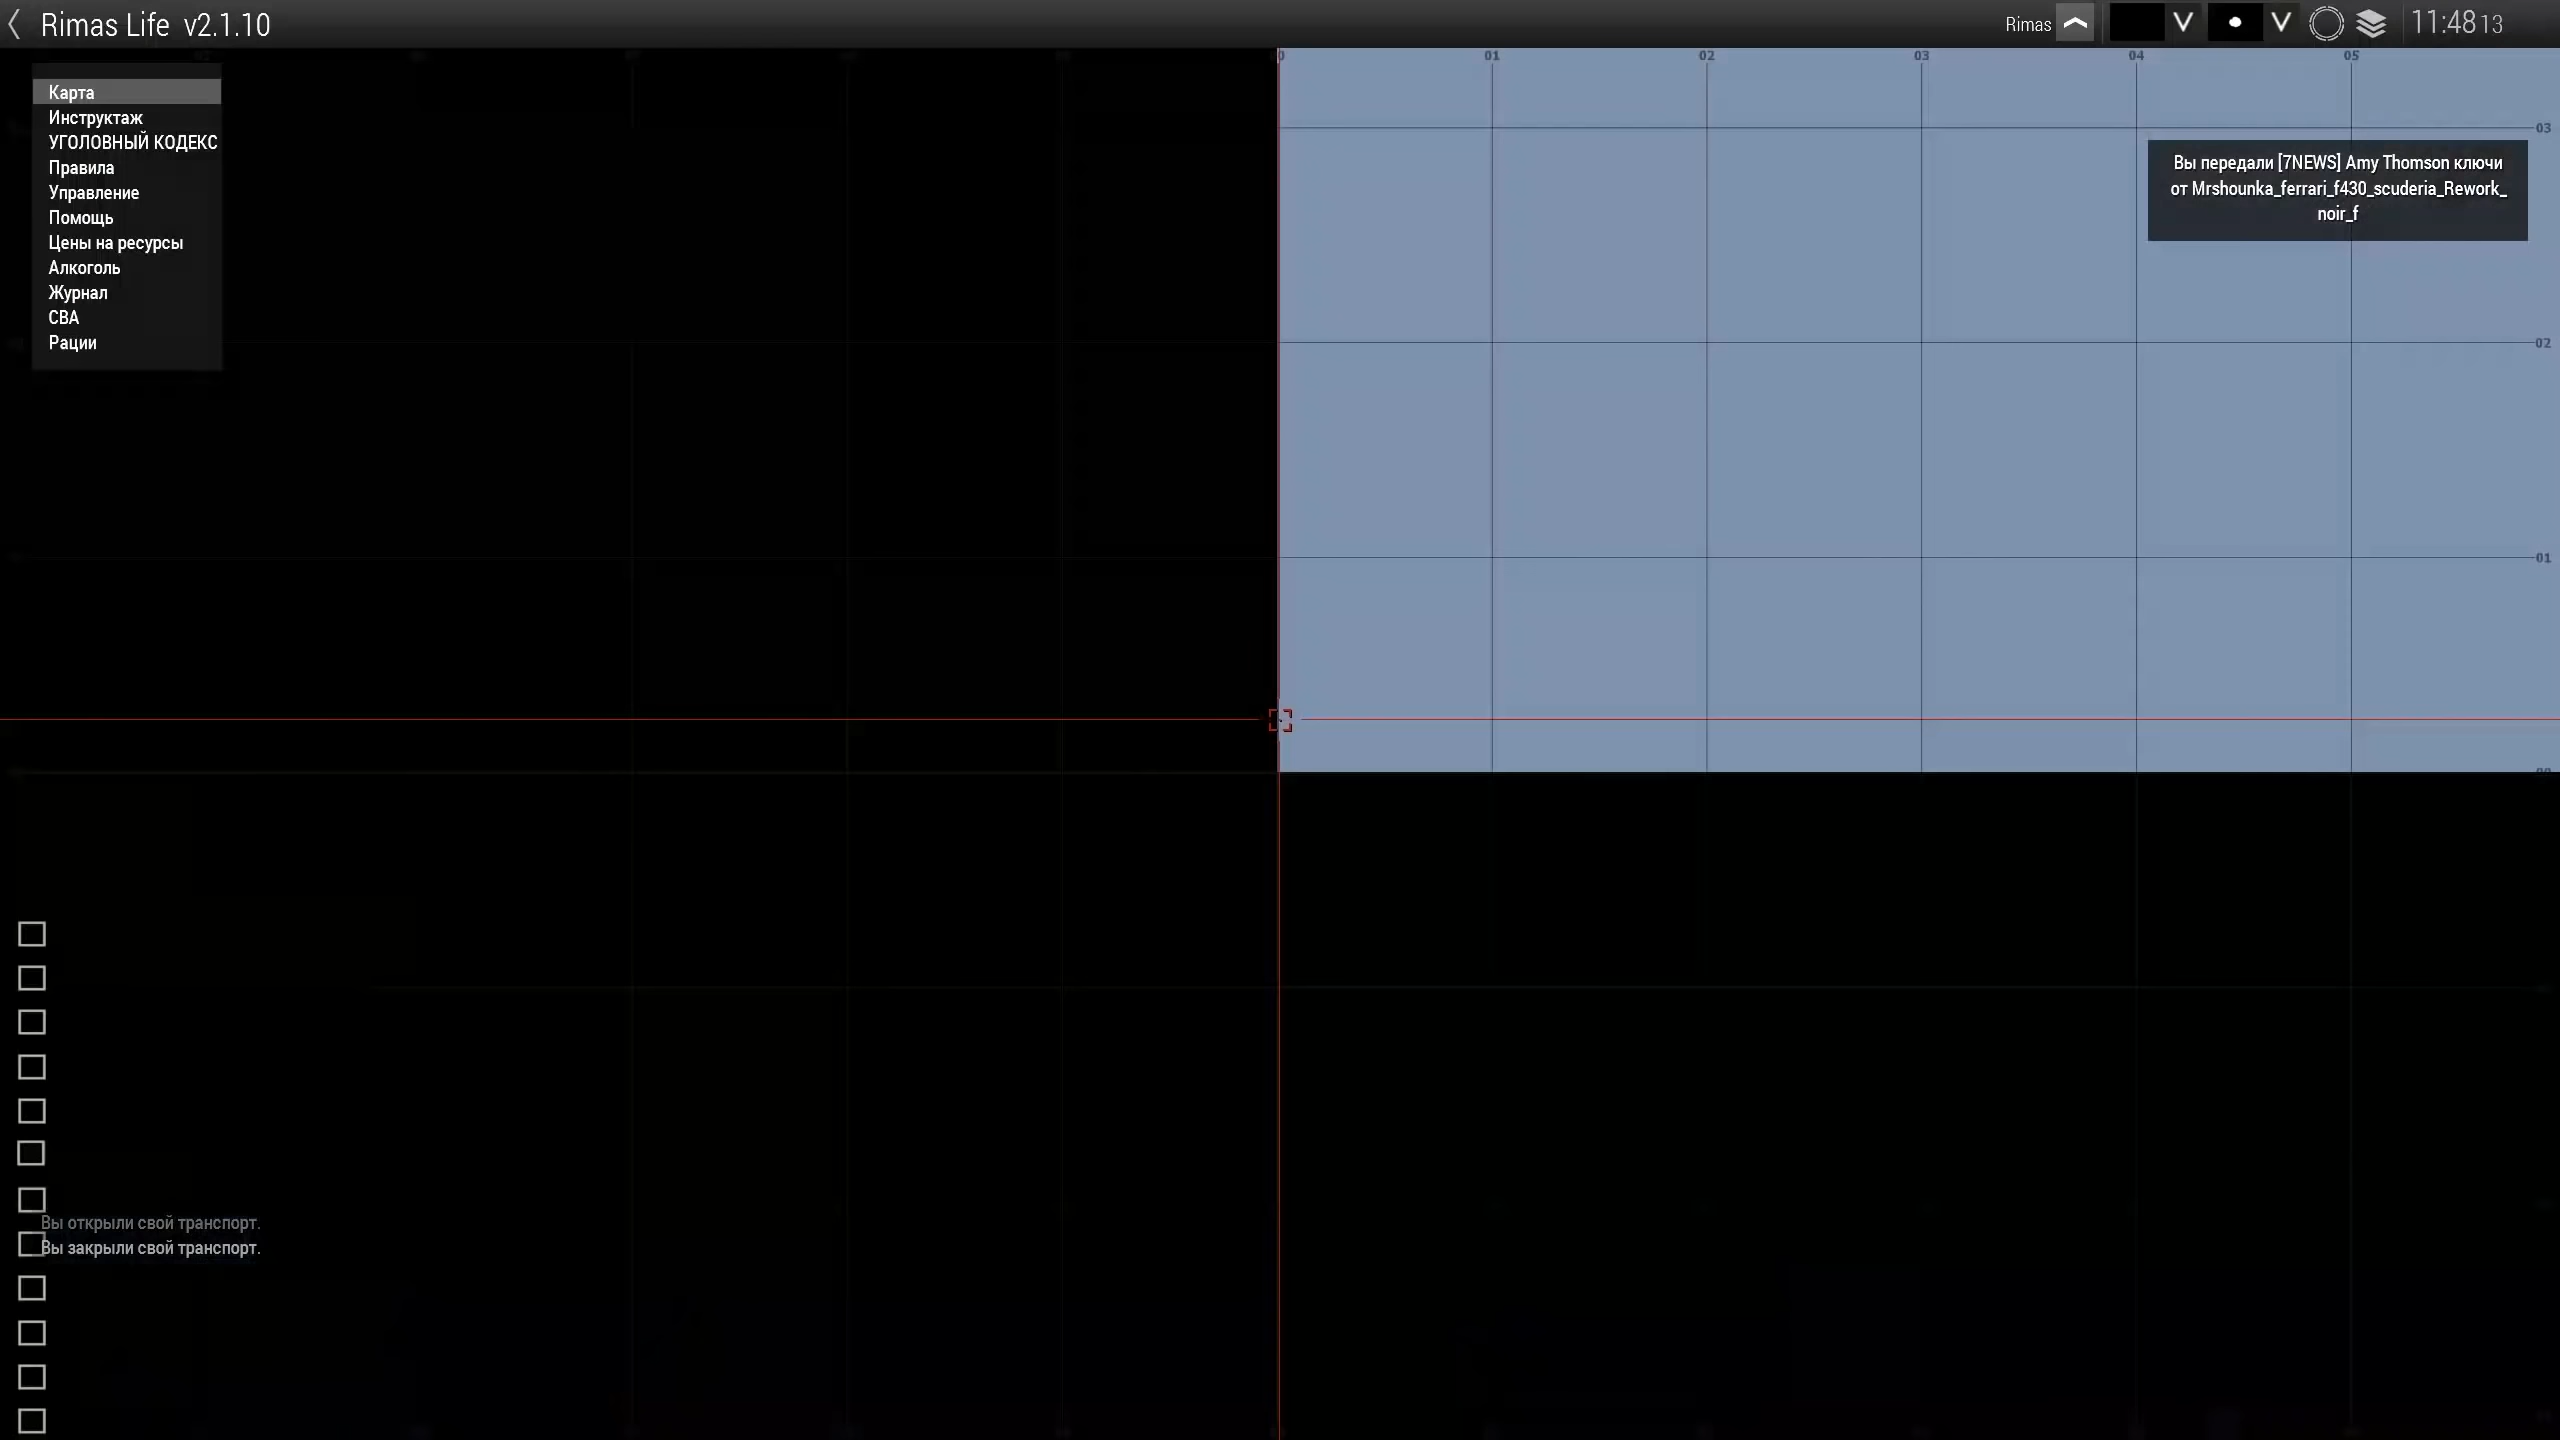 Rimas Life v2.1.10
Rimas
11:48 13
01 02 03 04 05
03
02
01
Карта
Инструктаж
УГОЛОВНЫЙ КОДЕКС
Правила
Управление
Помощь
Цены на ресурсы
Алкоголь
Журнал
СВА
Рации
Вы передали [7NEWS] Amy Thomson ключи
от Mrshounka_ferrari_f430_scuderia_Rework_
noir_f
Вы открыли свой транспорт.
Вы закрыли свой транспорт.